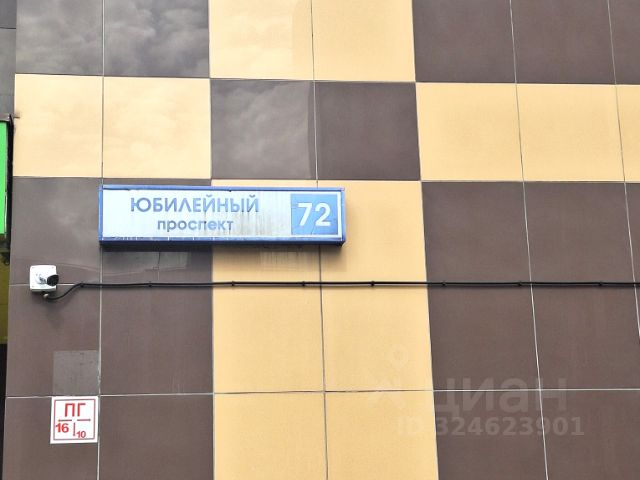 ЮБИЛЕЙНЫЙ
проспект
72
ПГ
16 10
циан
ID 324623901